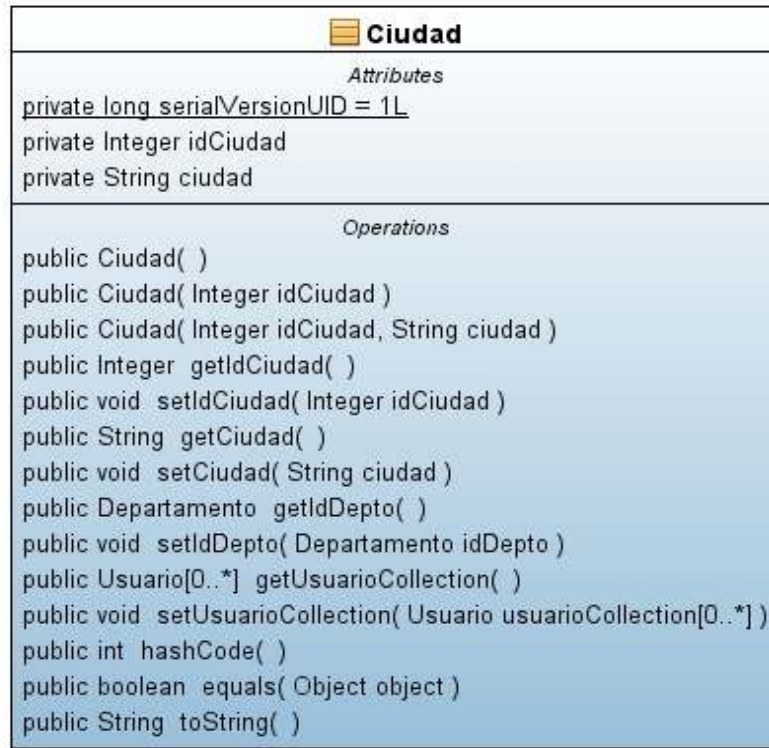 Ciudad
Attributes
private long serialVersionUID = 1L
private Integer idCiudad
private String ciudad
Operations
public Ciudad( )
public Ciudad( Integer idCiudad )
public Ciudad( Integer idCiudad, String ciudad )
public Integer getIdCiudad( )
public void setIdCiudad( Integer idCiudad )
public String getCiudad( )
public void setCiudad( String ciudad )
public Departamento getIdDepto( )
public void setIdDepto( Departamento idDepto )
public Usuario[0..*] getUsuarioCollection( )
public void setUsuarioCollection( Usuario usuarioCollection[0..*] )
public int hashCode( )
public boolean equals( Object object )
public String toString( )